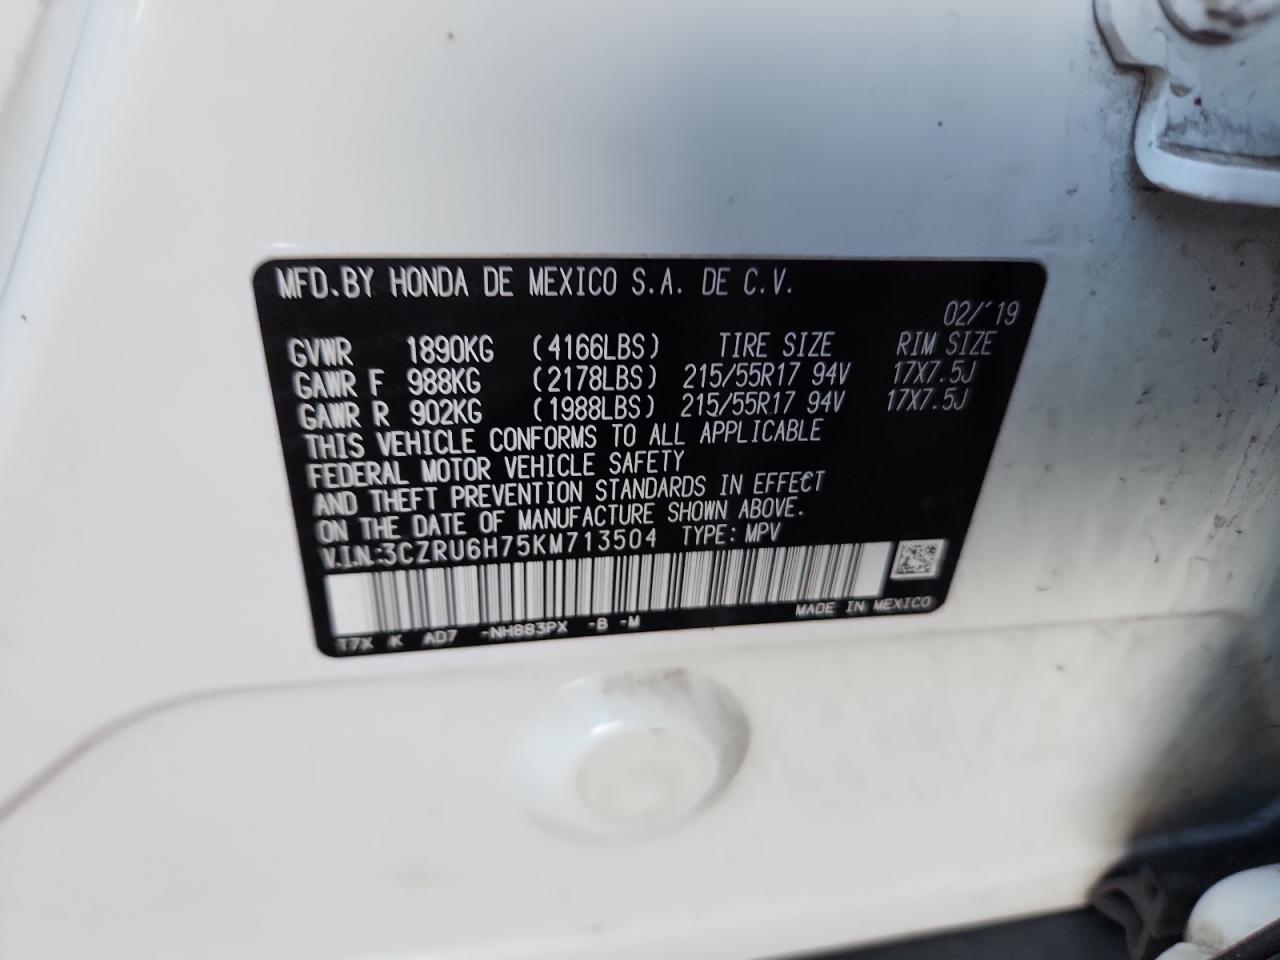 MFD.BY HONDA DE MEXICO S.A. DE C.V.
02/'19
GVWR 1890KG (4166LBS) TIRE SIZE RIM SIZE
GAWR F 988KG (2178LBS) 215/55R17 94V 17X7.5J
GAWR R 902KG (1988LBS) 215/55R17 94V 17X7.5J
THIS VEHICLE CONFORMS TO ALL APPLICABLE
FEDERAL MOTOR VEHICLE SAFETY
AND THEFT PREVENTION STANDARDS IN EFFECT
ON THE DATE OF MANUFACTURE SHOWN ABOVE.
V.I.N:3CZRU6H75KM713504 TYPE: MPV
MADE IN MEXICO
T7X K AD7 -NH883PX -B -M